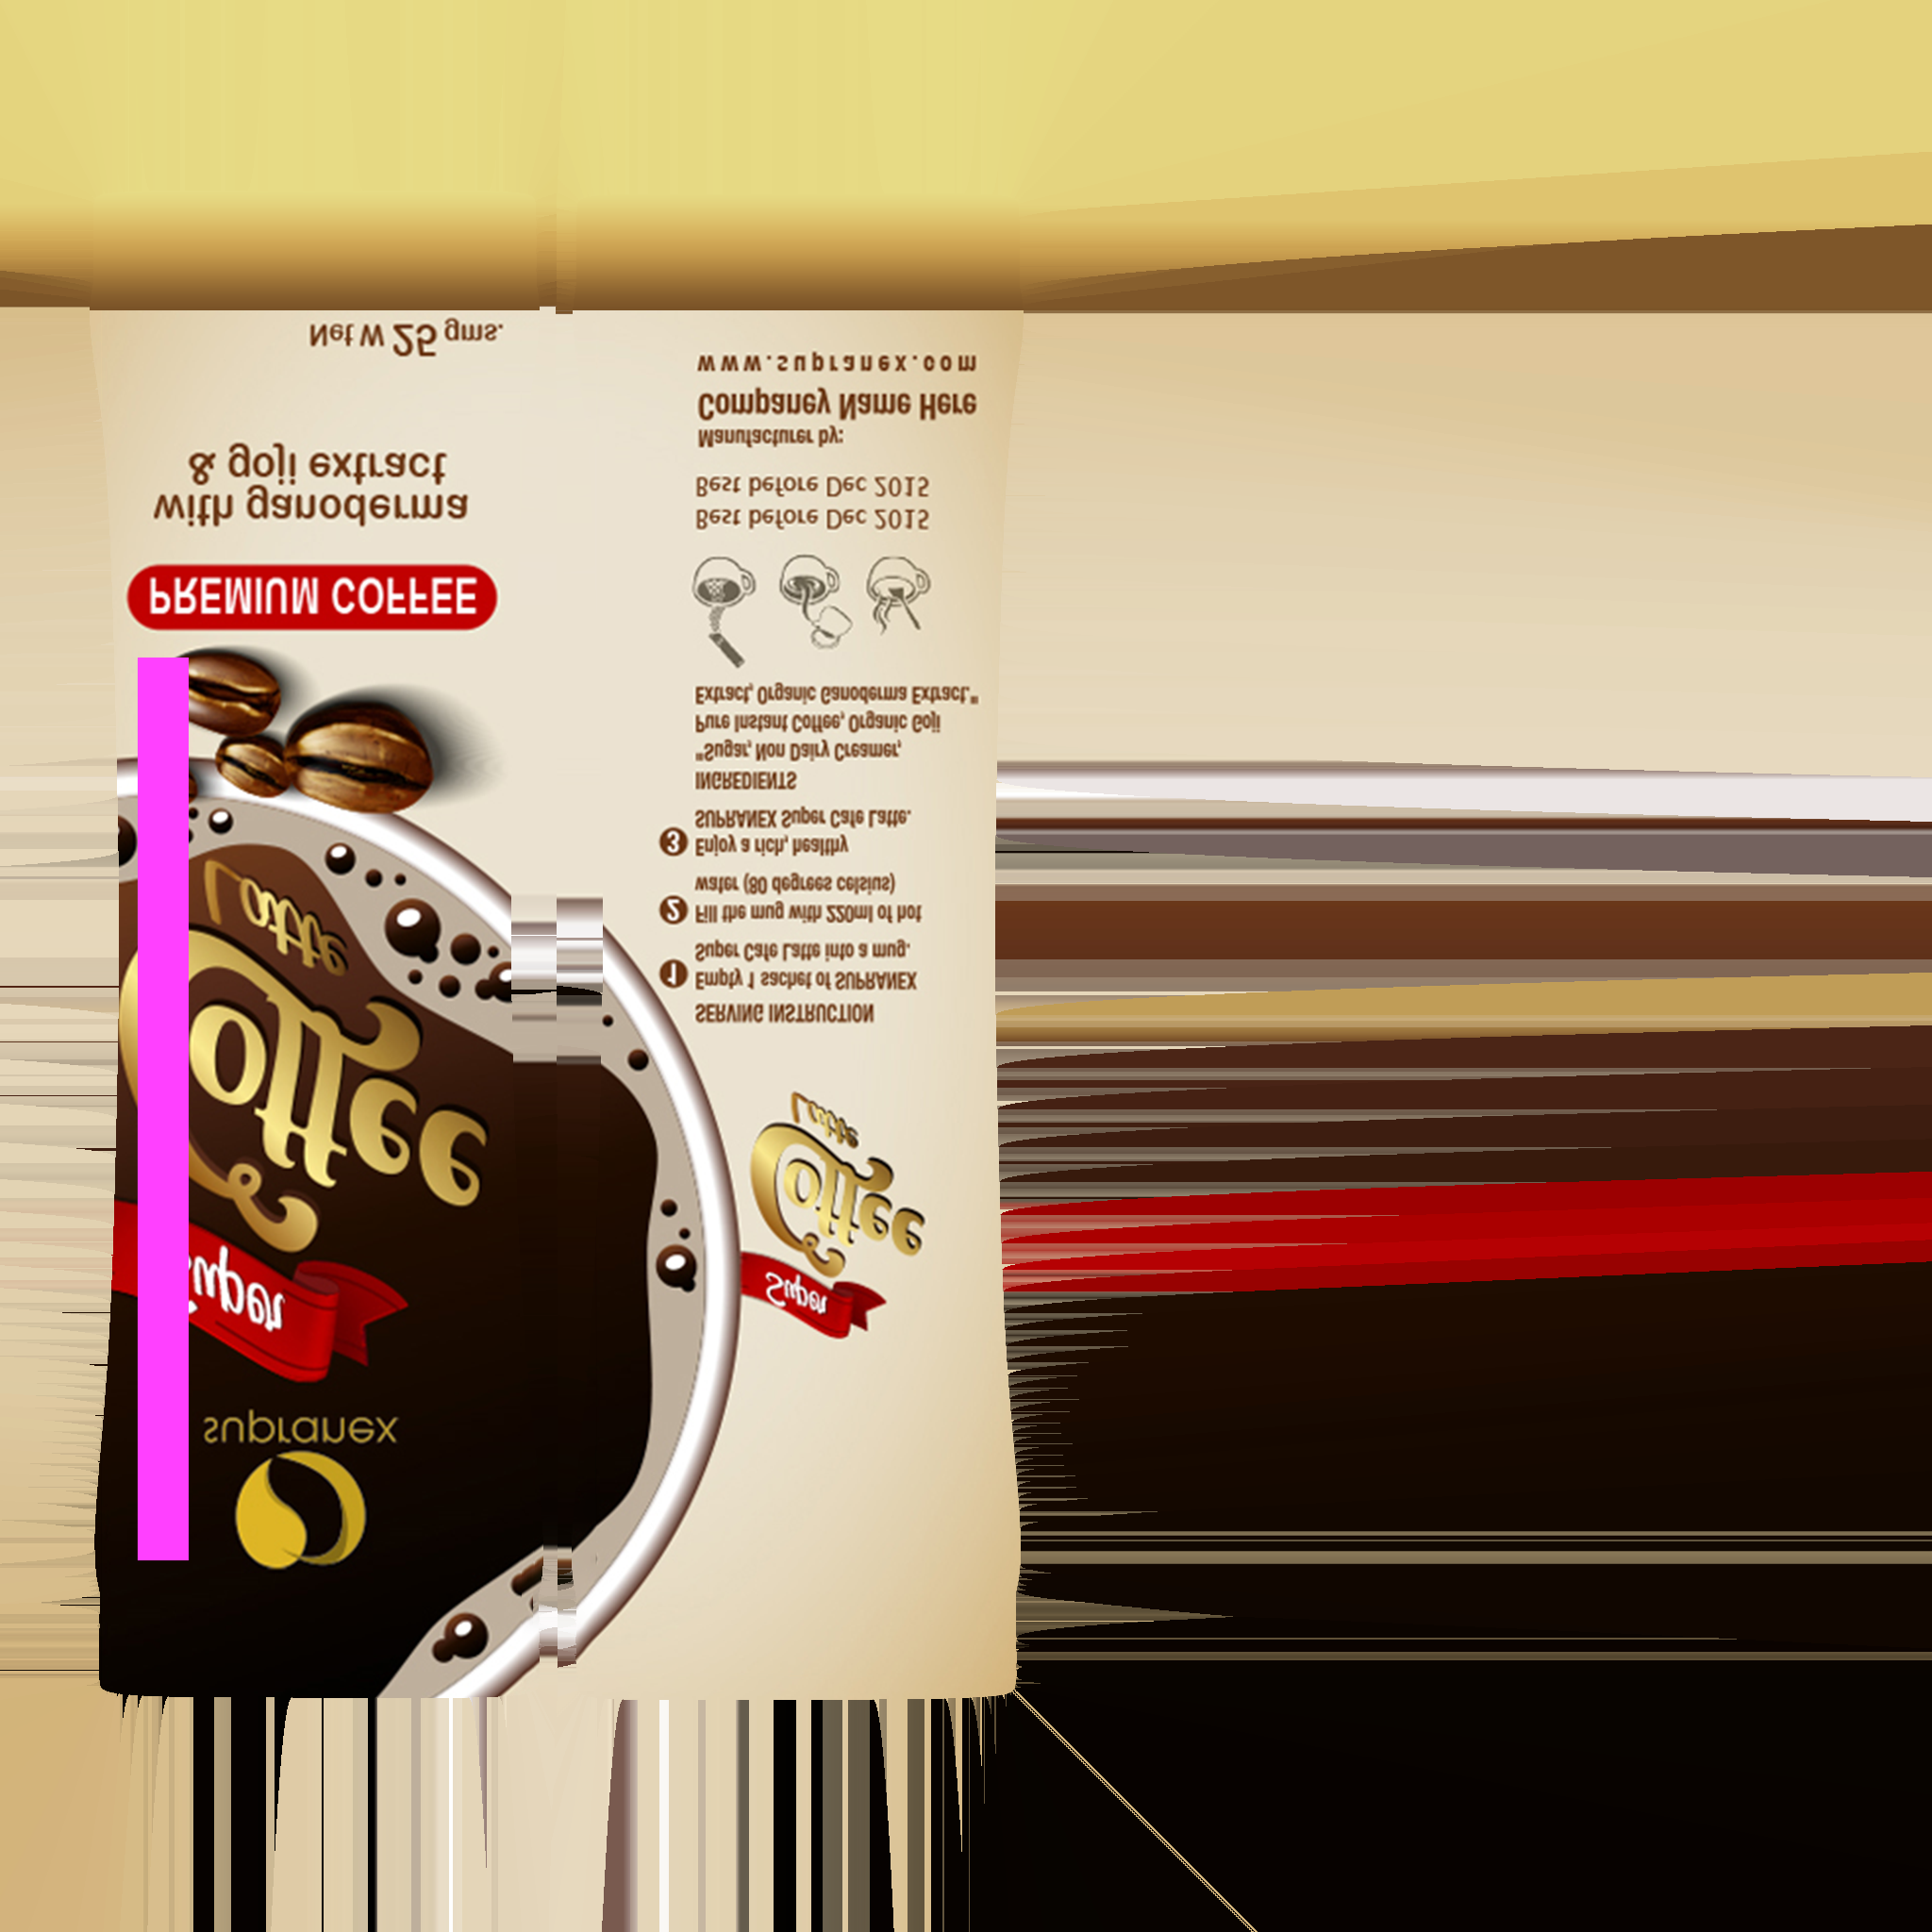 supranex
Super
Coffee
Latte
PREMIUM COFFEE
with ganoderma
& goji extract
Net W 25 gms.
Super
Coffee
Latte
SERVING INSTRUCTION
1 Empty 1 sachet of SUPRANEX
Super Cafe Latte into a mug.
2 Fill the mug with 220ml of hot
water (80 degrees celsius)
3 Enjoy a rich, healthy
SUPRANEX Super Cafe Latte.
INGREDIENTS
"Sugar, Non Dairy Creamer,
Pure Instant Coffee, Organic Goji
Extract, Organic Ganoderma Extract."
Best before Dec 2015
Best before Dec 2015
Manufacturer by:
Companey Name Here
www.supranex.com